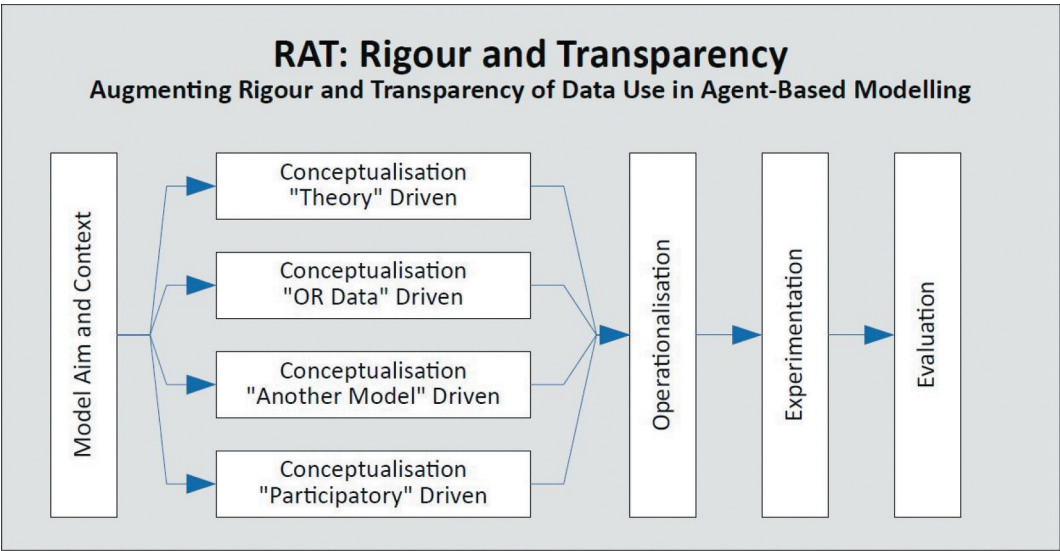 RAT: Rigour and Transparency
Augmenting Rigour and Transparency of Data Use in Agent-Based Modelling
Model Aim and Context
Conceptualisation
"Theory" Driven
Conceptualisation
"OR Data" Driven
Conceptualisation
"Another Model" Driven
Conceptualisation
"Participatory" Driven
Operationalisation
Experimentation
Evaluation